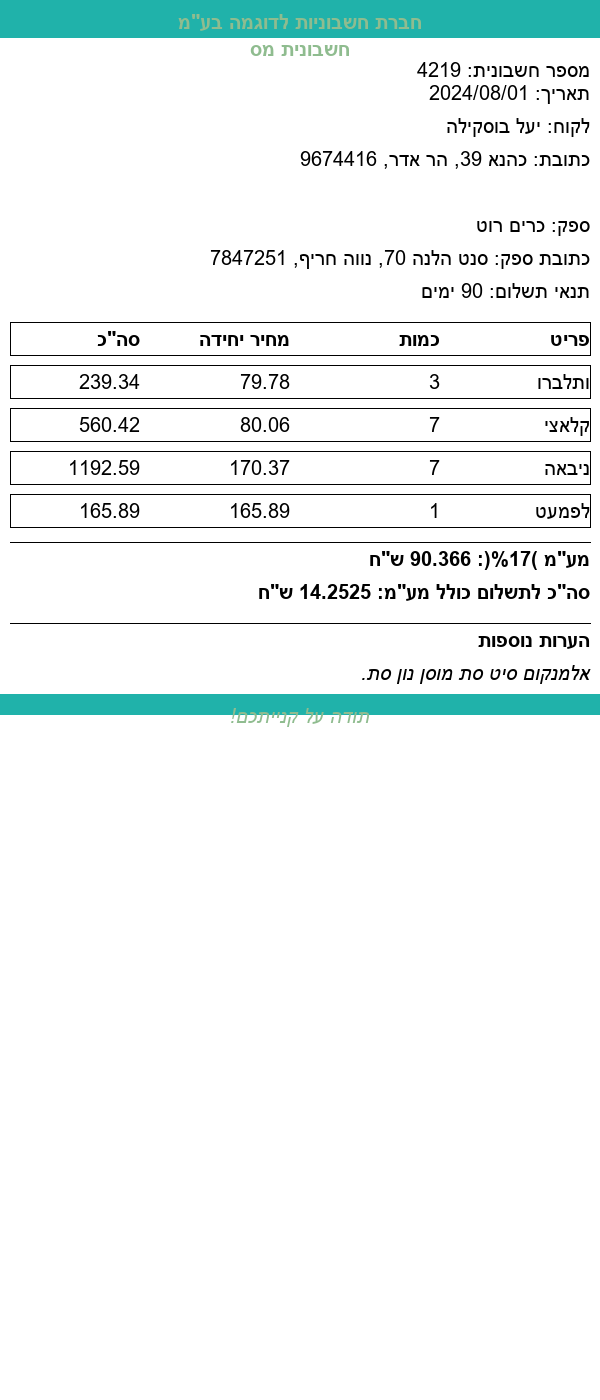 חברת חשבוניות לדוגמה בע"מ
חשבונית מס
מספר חשבונית: 4219
תאריך: 2024/08/01
לקוח: יעל בוסקילה
כתובת: כהנא 39, הר אדר, 9674416
ספק: כרים רוט
כתובת ספק: סנט הלנה 70, נווה חריף, 7847251
תנאי תשלום: 90 ימים
פריט כמות מחיר יחידה סה"כ
ותלברו 3 79.78 239.34
קלאצי 7 80.06 560.42
ניבאה 7 170.37 1192.59
לפמעט 1 165.89 165.89
מע"מ )17%(: 90.366 ש"ח
סה"כ לתשלום כולל מע"מ: 14.2525 ש"ח
הערות נוספות
אלמנקום סיט סת מוסן נון סת.
תודה על קנייתכם!